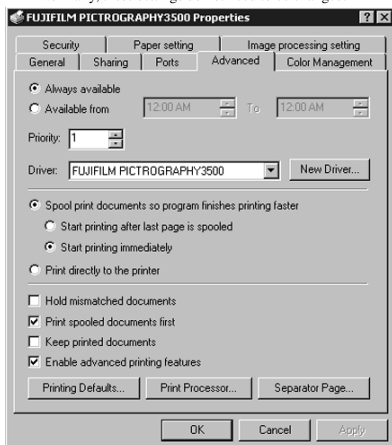 FUJIFILM PICTROGRAPHY3500 Properties
Security Paper setting Image processing setting
General Sharing Ports Advanced Color Management
Always available
Available from 12:00 AM To 12:00 AM
Priority: 1
Driver: FUJIFILM PICTROGRAPHY3500 New Driver...
Spool print documents so program finishes printing faster
Start printing after last page is spooled
Start printing immediately
Print directly to the printer
Hold mismatched documents
Print spooled documents first
Keep printed documents
Enable advanced printing features
Printing Defaults... Print Processor... Separator Page...
OK Cancel Apply